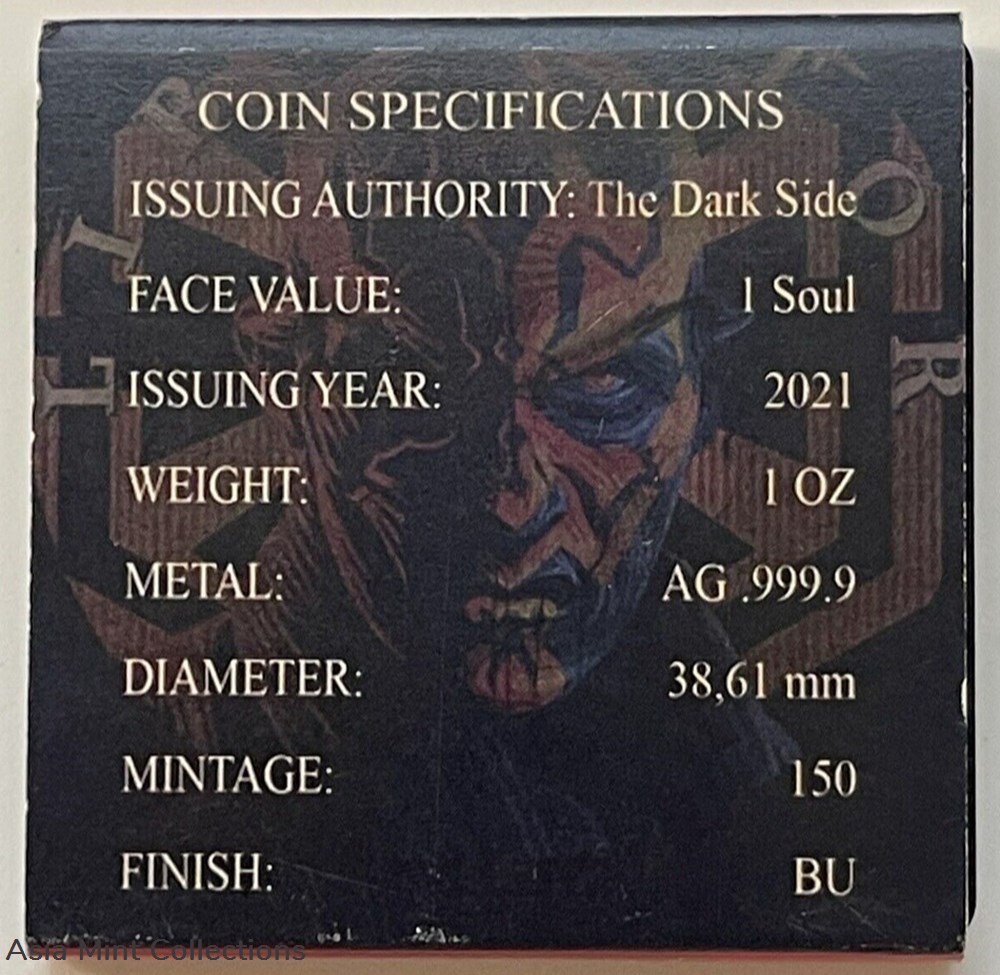 COIN SPECIFICATIONS
ISSUING AUTHORITY: The Dark Side
FACE VALUE: 1 Soul
ISSUING YEAR: 2021
WEIGHT: 1 OZ
METAL: AG .999.9
DIAMETER: 38,61 mm
MINTAGE: 150
FINISH: BU
Asia Mint Collections